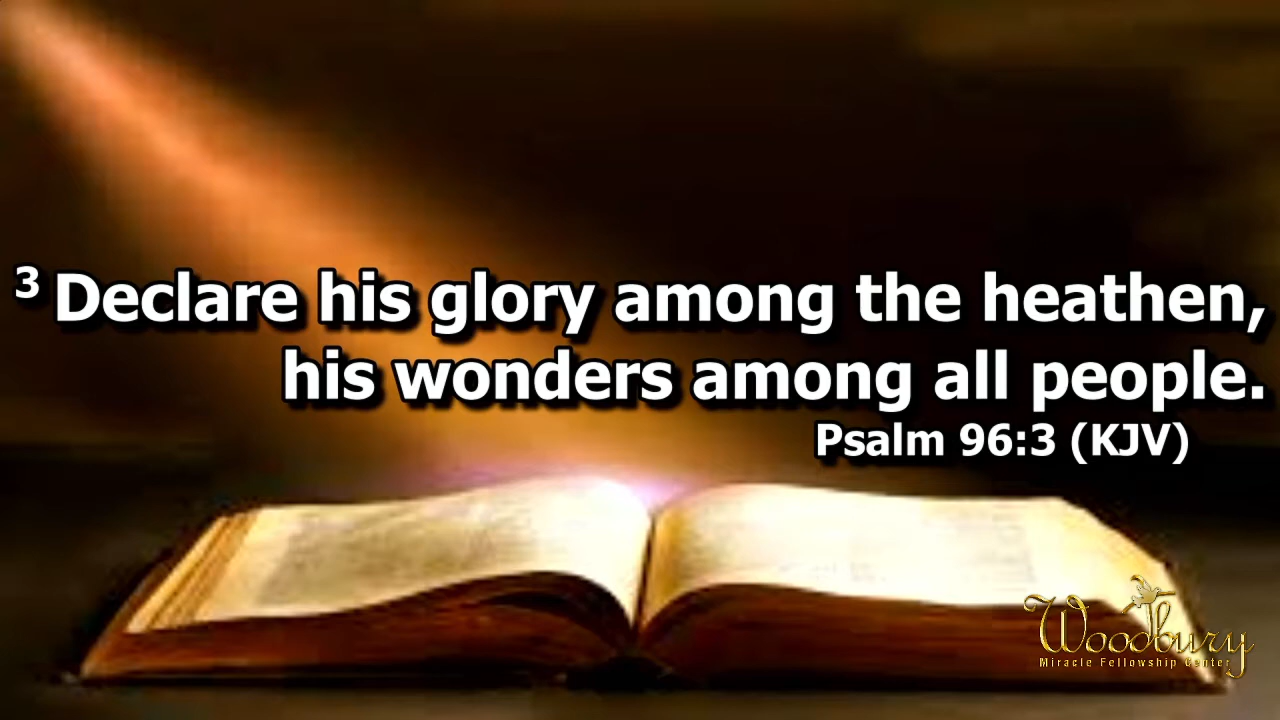 3 Declare his glory among the heathen,
his wonders among all people.
Psalm 96:3 (KJV)
Woodbury
Miracle Fellowship Center